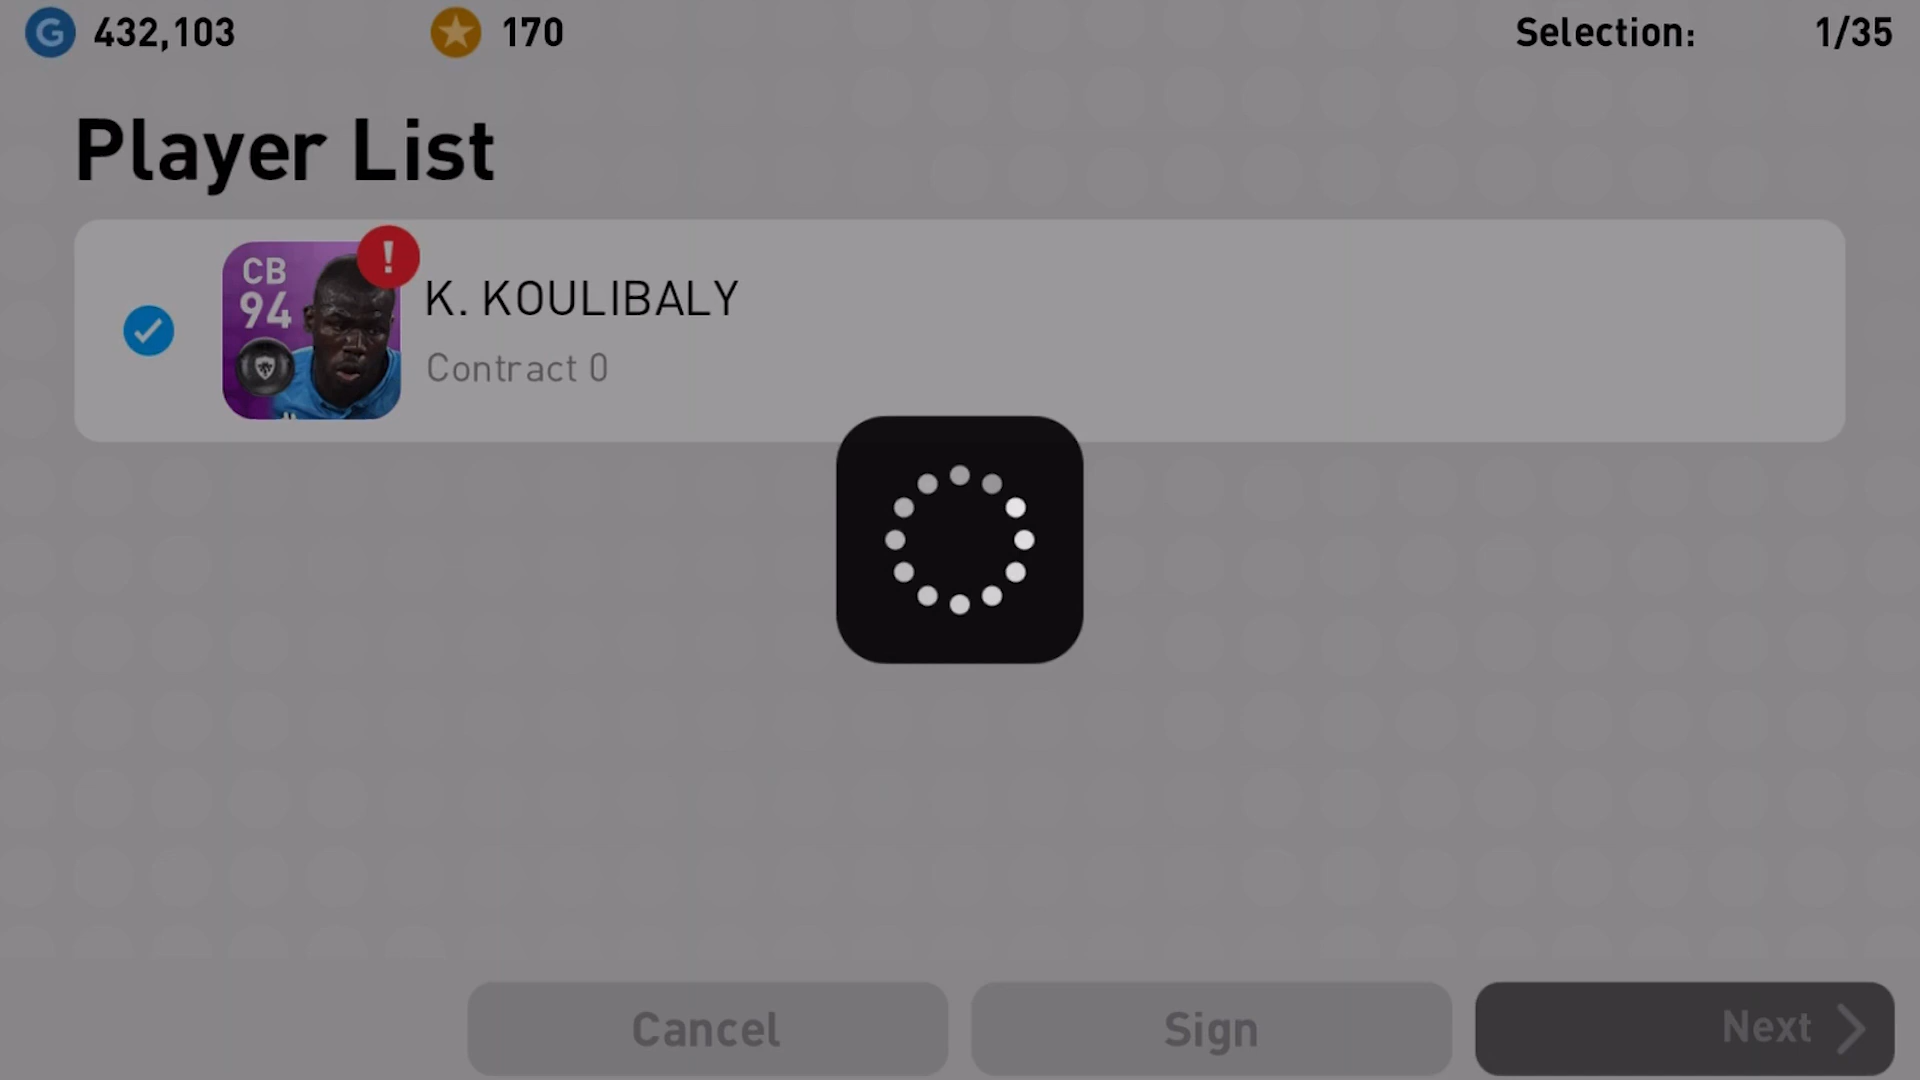 G 432,103 170 Selection: 1/35
Player List
CB
94
!
K. KOULIBALY
Contract 0
Cancel Sign Next